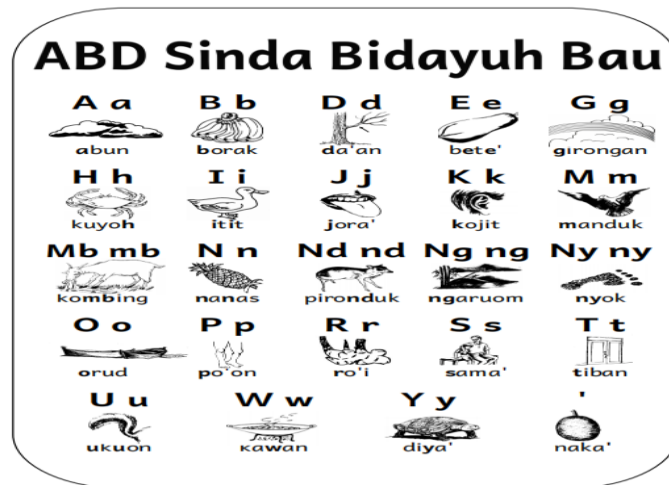 ABD Sinda Bidayuh Bau
A a B b D d E e G g
abun borak da'an bete' girongan
H h I i J j K k M m
kuyoh itit jora' kojit manduk
Mb mb N n Nd nd Ng ng Ny ny
kombing nanas pironduk ngaruom nyok
O o P p R r S s T t
orud po'on ro'i sama' tiban
U u W w Y y '
ukuon kawan diya' naka'